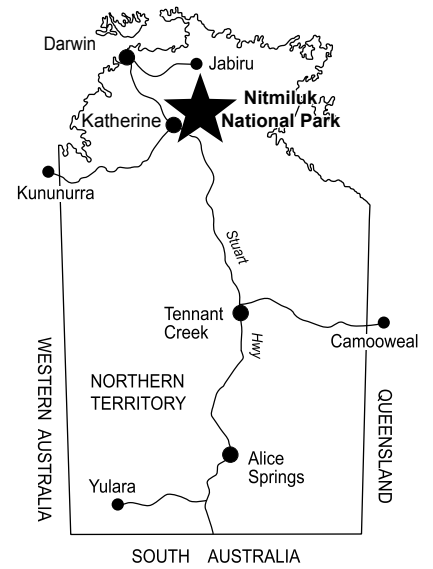 Darwin
Jabiru
Nitmiluk
National Park
Katherine
Kununurra
Stuart
Tennant
Creek
Camooweal
Hwy
WESTERN AUSTRALIA
NORTHERN
TERRITORY
QUEENSLAND
Alice
Springs
Yulara
SOUTH AUSTRALIA